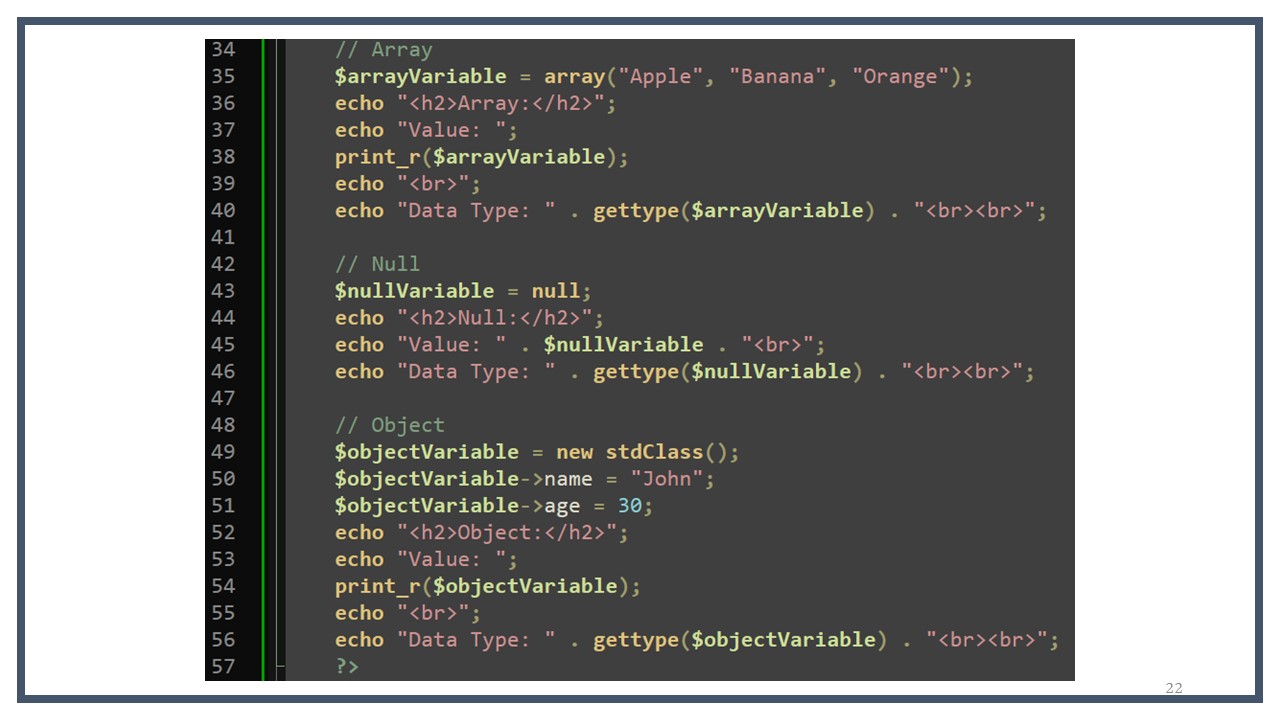 34 // Array
35 $arrayVariable = array("Apple", "Banana", "Orange");
36 echo "<h2>Array:</h2>";
37 echo "Value: ";
38 print_r($arrayVariable);
39 echo "<br>";
40 echo "Data Type: " . gettype($arrayVariable) . "<br><br>";
41
42 // Null
43 $nullVariable = null;
44 echo "<h2>Null:</h2>";
45 echo "Value: " . $nullVariable . "<br>";
46 echo "Data Type: " . gettype($nullVariable) . "<br><br>";
47
48 // Object
49 $objectVariable = new stdClass();
50 $objectVariable->name = "John";
51 $objectVariable->age = 30;
52 echo "<h2>Object:</h2>";
53 echo "Value: ";
54 print_r($objectVariable);
55 echo "<br>";
56 echo "Data Type: " . gettype($objectVariable) . "<br><br>";
57 ?>
22